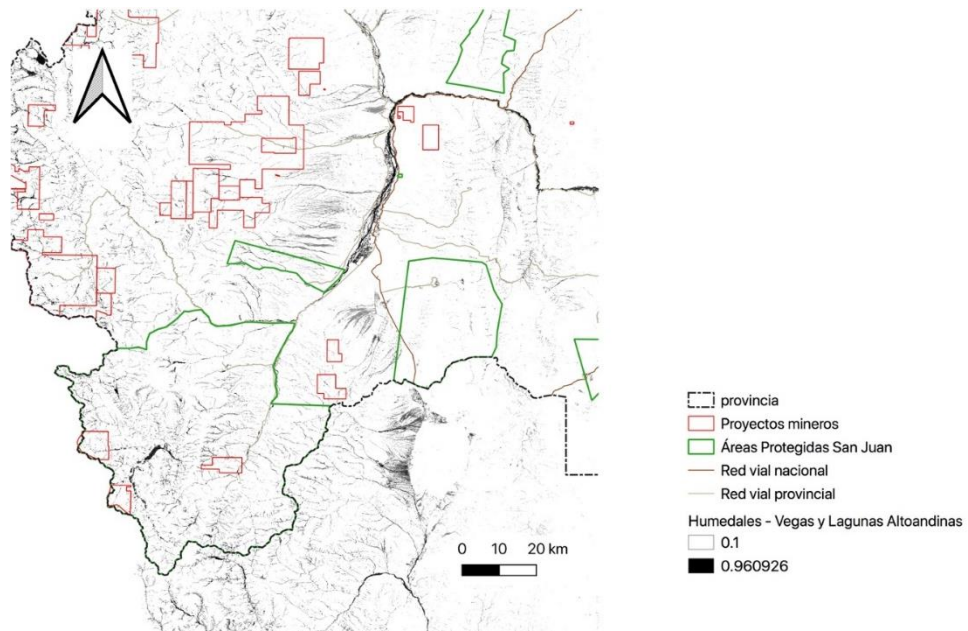 provincia
Proyectos mineros
Áreas Protegidas San Juan
Red vial nacional
Red vial provincial
Humedales - Vegas y Lagunas Altoandinas
0.1
0.960926
0 10 20 km